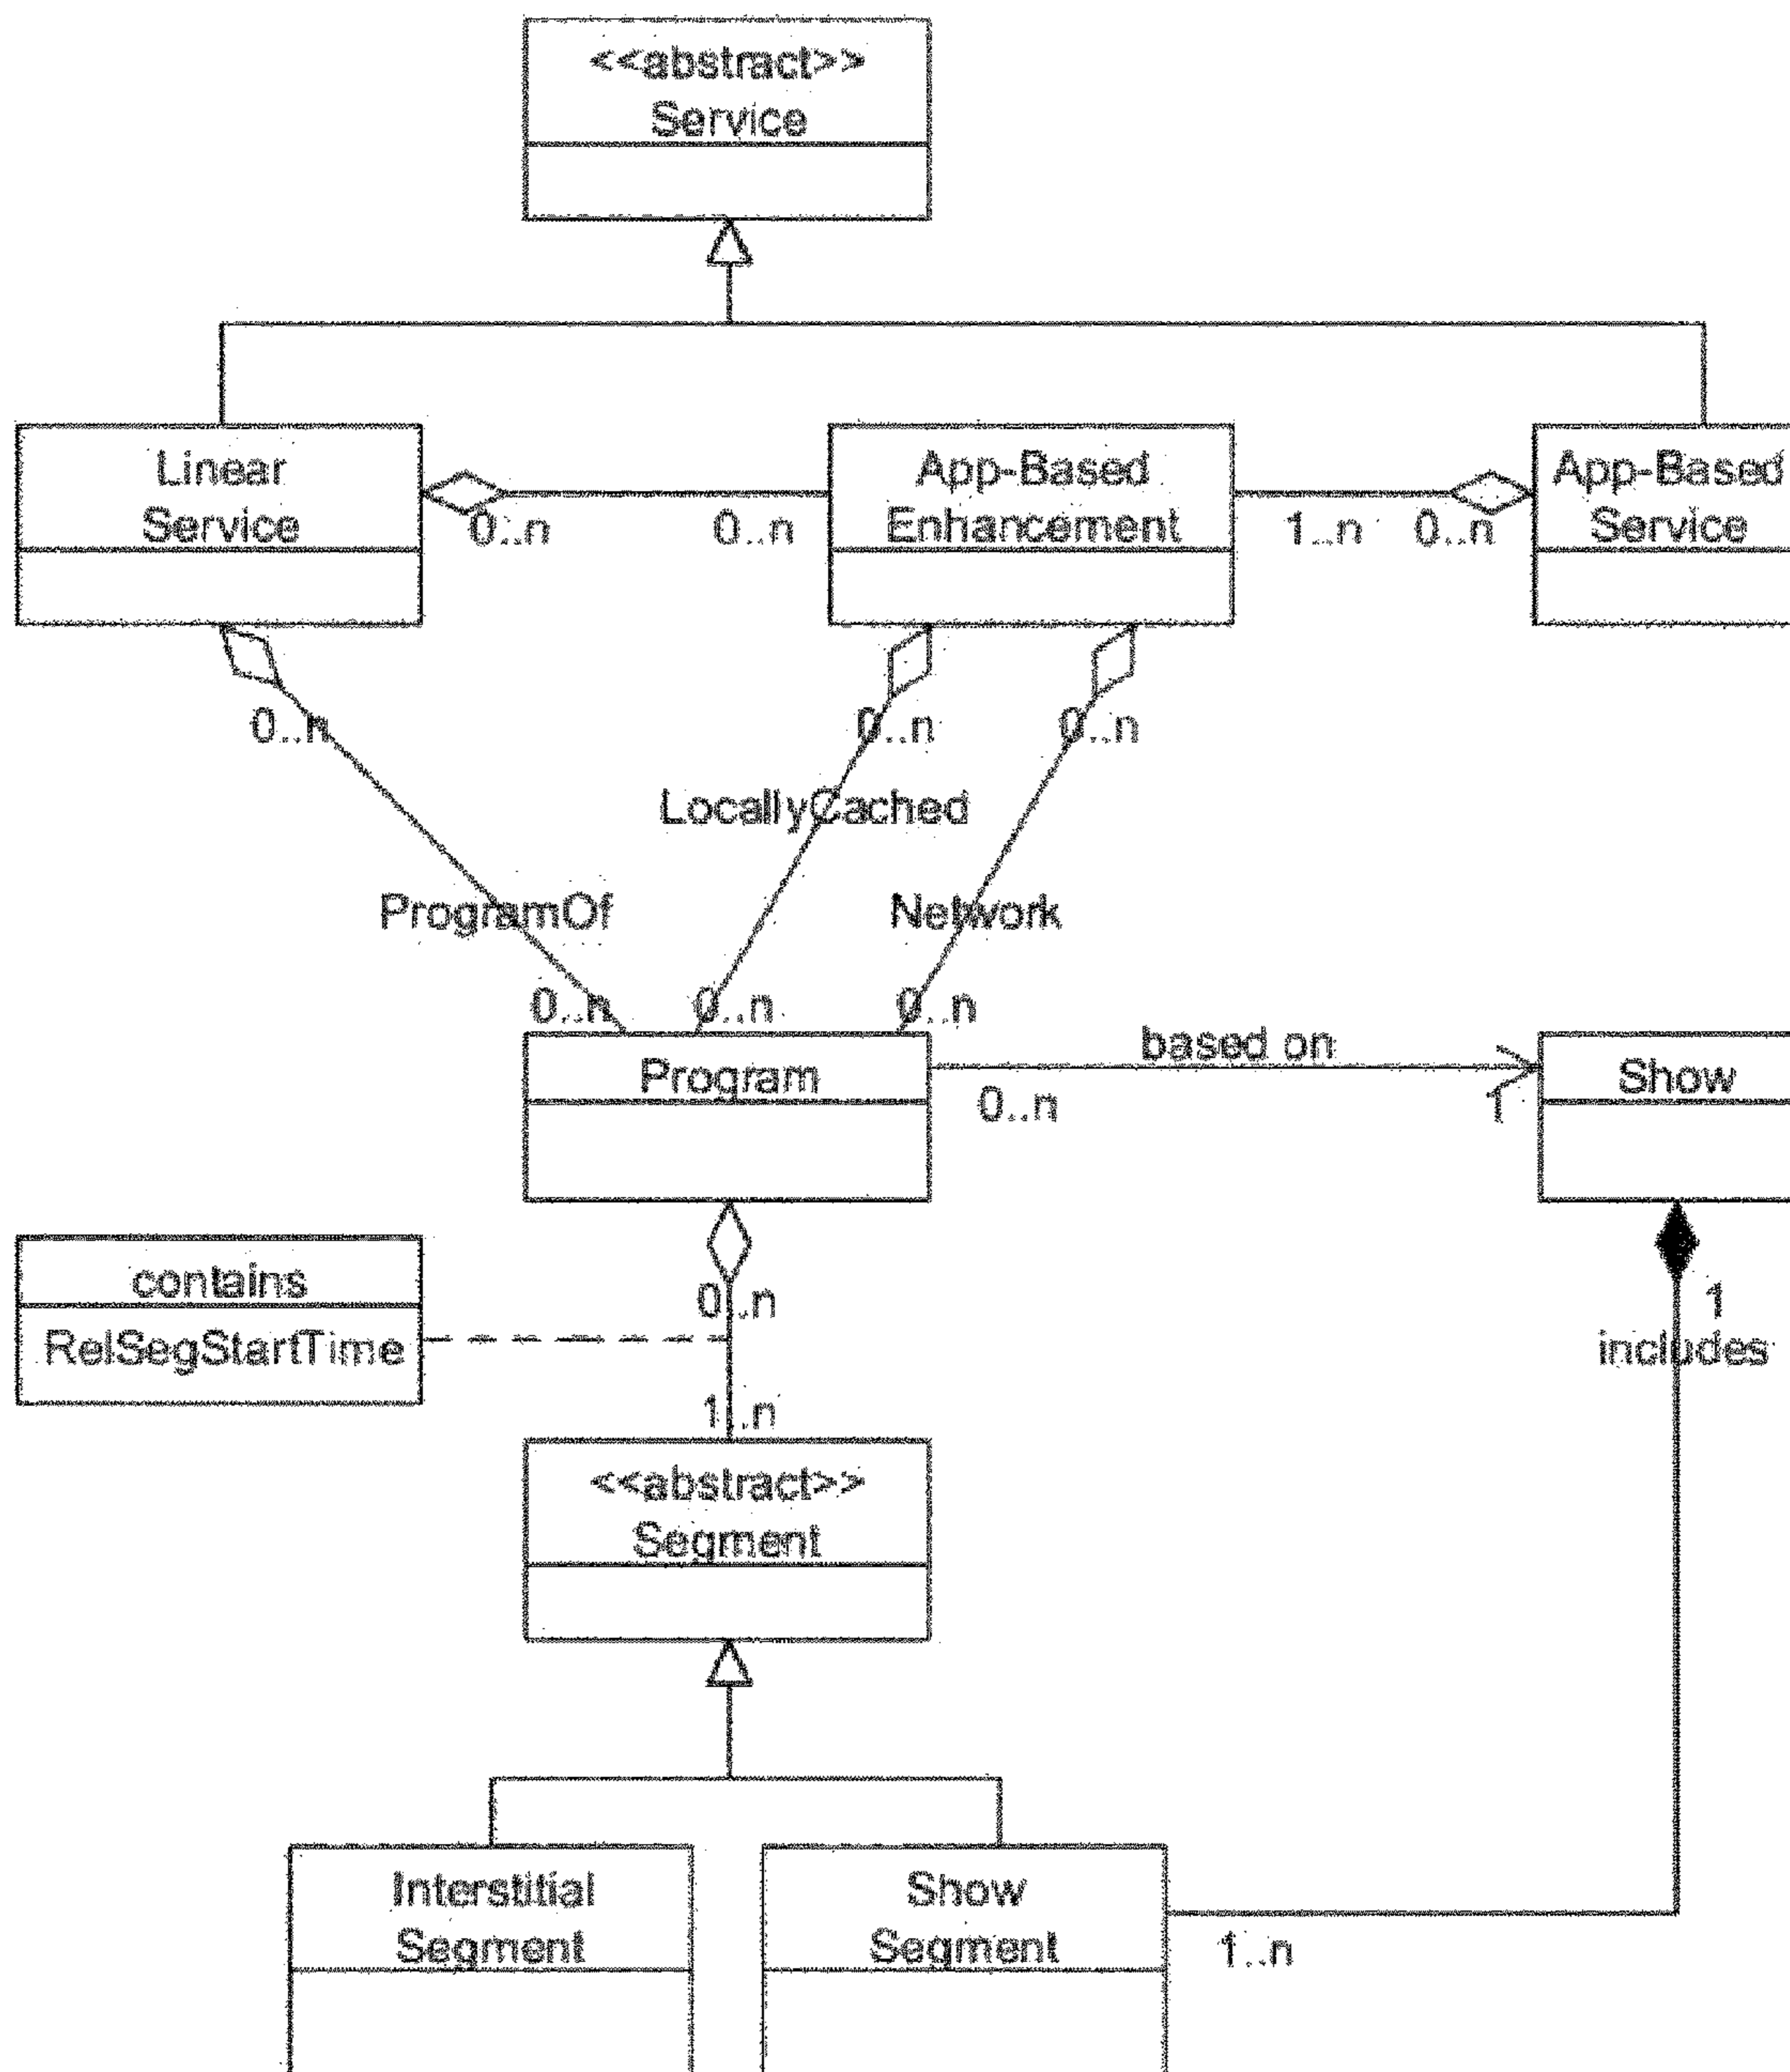 <<abstract>>
Service
Linear
Service
App-Based
Enhancement
App-Based
Service
0..n
0..n
1..n
0..n
0..n
0..n
0..n
LocallyCached
ProgramOf
Network
0..n
0..n
0..n
Program
based on
Show
0..n
1
contains
RelSegStartTime
0..n
1
includes
1..n
<<abstract>>
Segment
Interstitial
Segment
Show
Segment
1..n